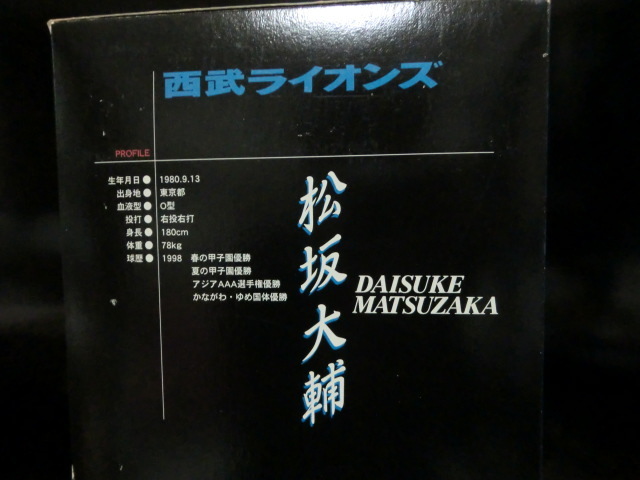 西武ライオンズ
PROFILE
生年月日● 1980.9.13
出身地● 東京都
血液型● O型
投打● 右投右打
身長● 180cm
体重● 78kg
球歴● 1998 春の甲子園優勝
夏の甲子園優勝
アジアAAA選手権優勝
かながわ・ゆめ国体優勝
松坂大輔
DAISUKE
MATSUZAKA